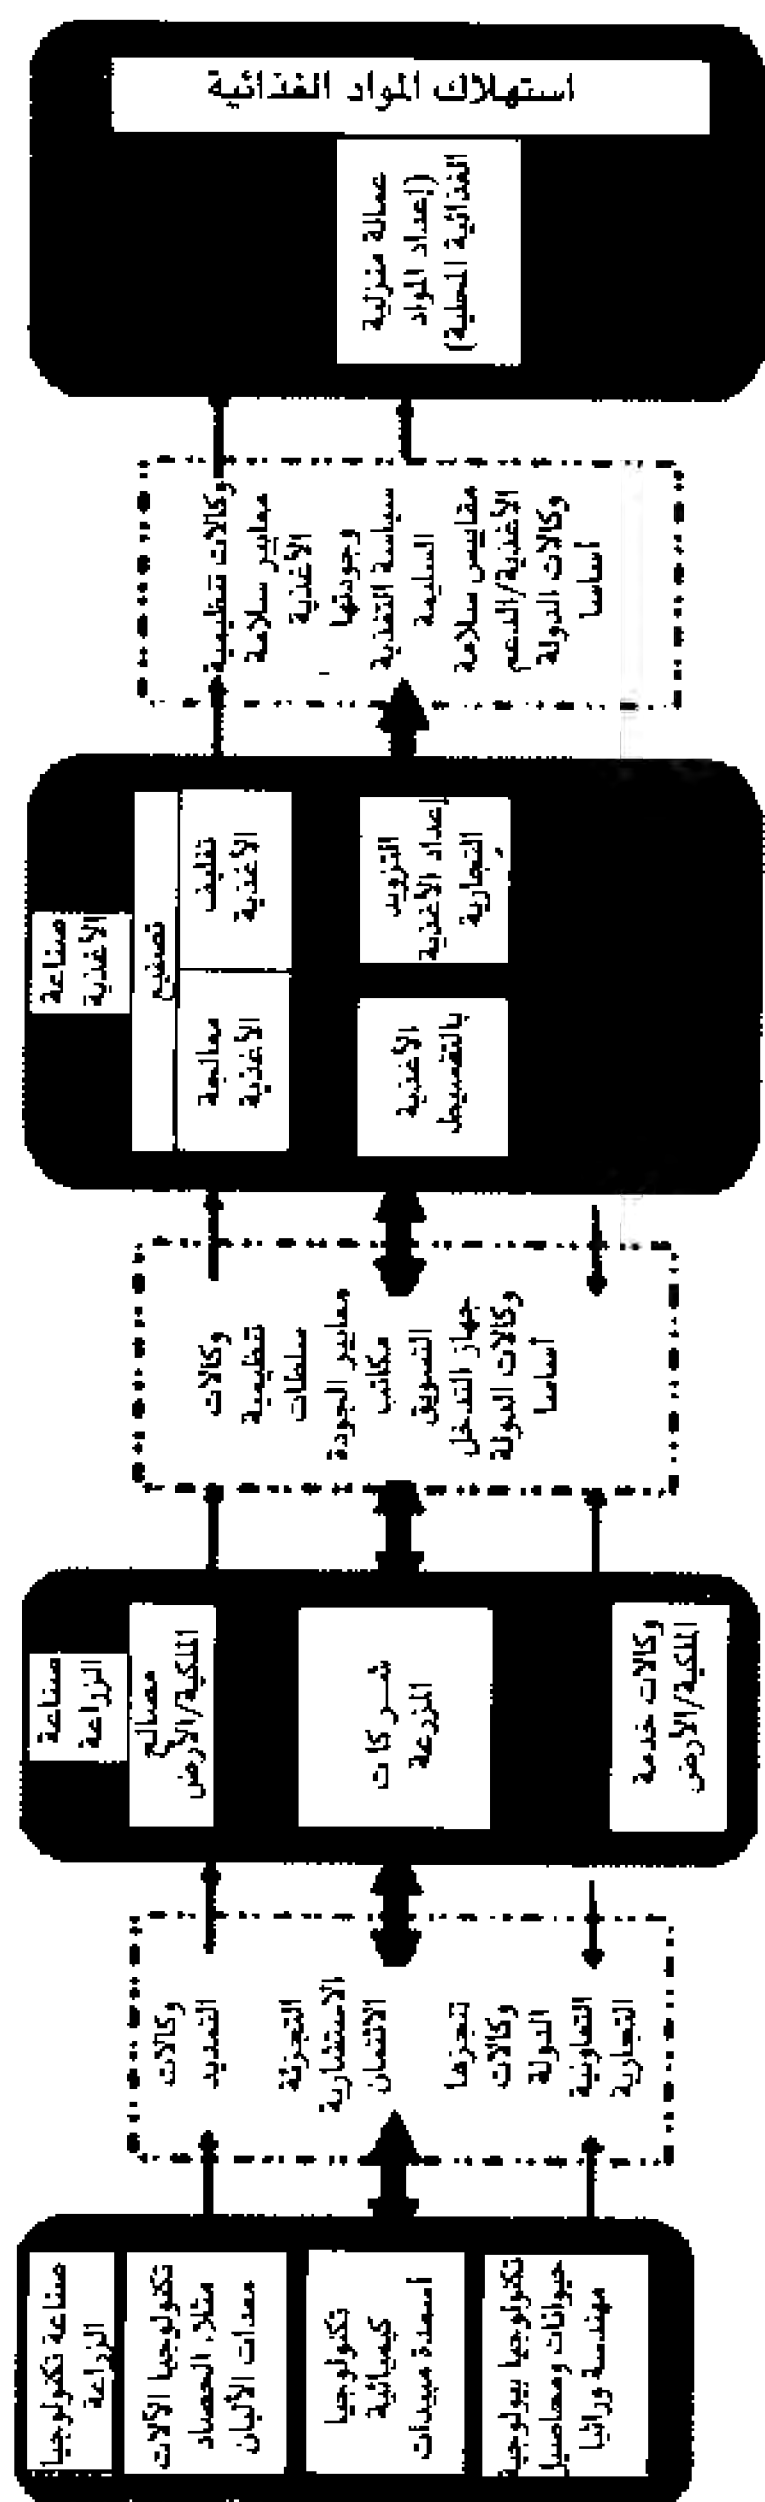 استهلاك المواد الغذائية
عمالة منزلية
(إعداد المواد
الغذائية المحلية)
وكالات تنظيمية
معايير سلامة
الأغذية
وجودتها
سياسة التغذية
السليمة
مقاييس سلامة
الأغذية/الدعم
وكالات الدولة
أساسا
صناعة
الأغذية
تصنيع
تغليف
الأغذية
معالجة
الأغذية
التزويد
إعداد الأغذية
التجارية
الأغذية
بالتقسيط
وكالات
تنظيمية
سلطات
معايير الجودة
مكاتب
التسويق
جهاز التدخل
وكالات الدولة
أساسا
صناعة
الزراعة
مصالح
الملكية/الأرض
شركات
المزرعة
وكالات خدمة
الملكية/الأرض
وكالات
التمديد
التجزئة
الاستشارية
الائتمان
تنجزها
وكالات
الدولة
التعاونية
التجارية
صناعة تكنولوجيا
الزراعة
تكنولوجيا الآلات
مثلا، الحصاد
معدات الألبان
تكنولوجيا
كيميائية
أسمدة مبيدات
تكنولوجيا بيولوجية
حيوانات ومحاصيل
مهندسة وراثيا